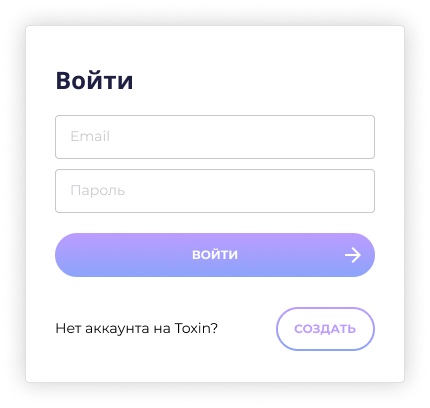 Войти
Email
Пароль
ВОЙТИ
Нет аккаунта на Toxin?
СОЗДАТЬ